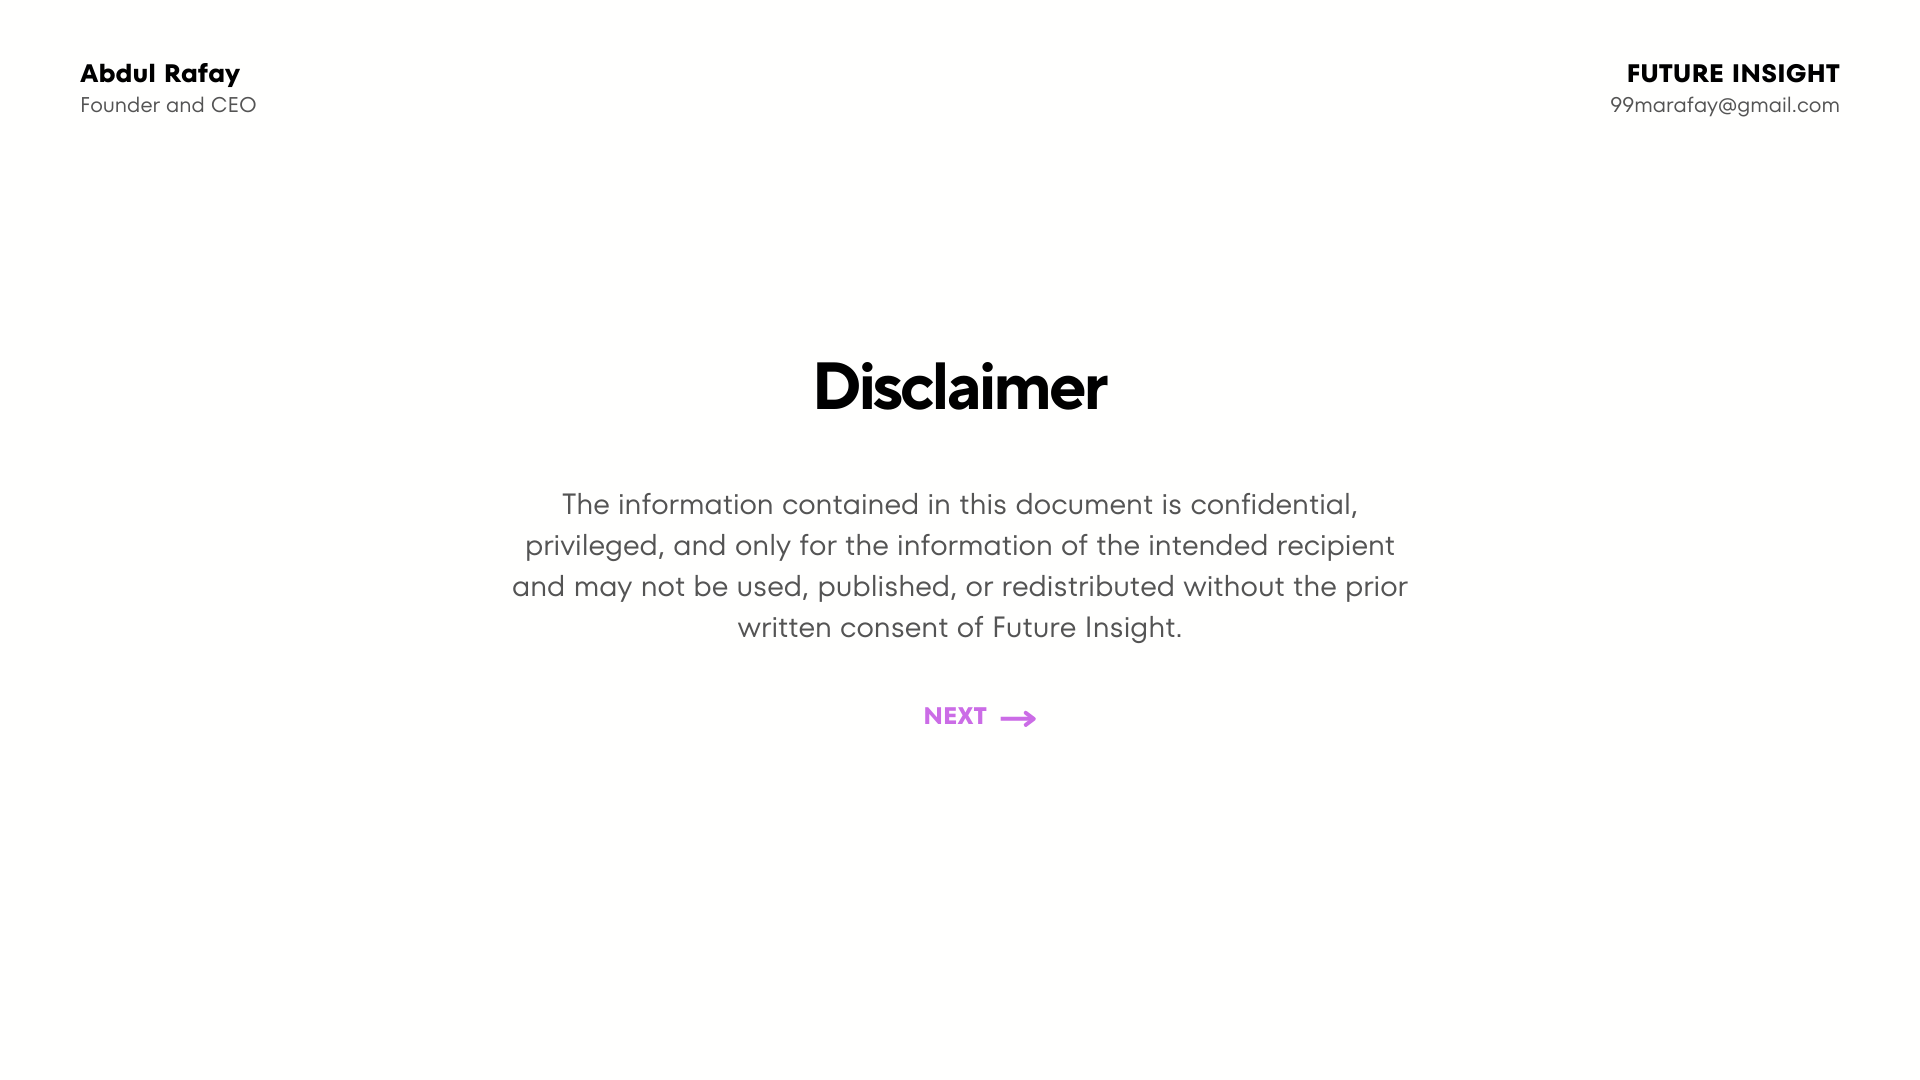 Abdul Rafay
Founder and CEO
FUTURE INSIGHT
99marafay@gmail.com
Disclaimer
The information contained in this document is confidential,
privileged, and only for the information of the intended recipient
and may not be used, published, or redistributed without the prior
written consent of Future Insight.
NEXT